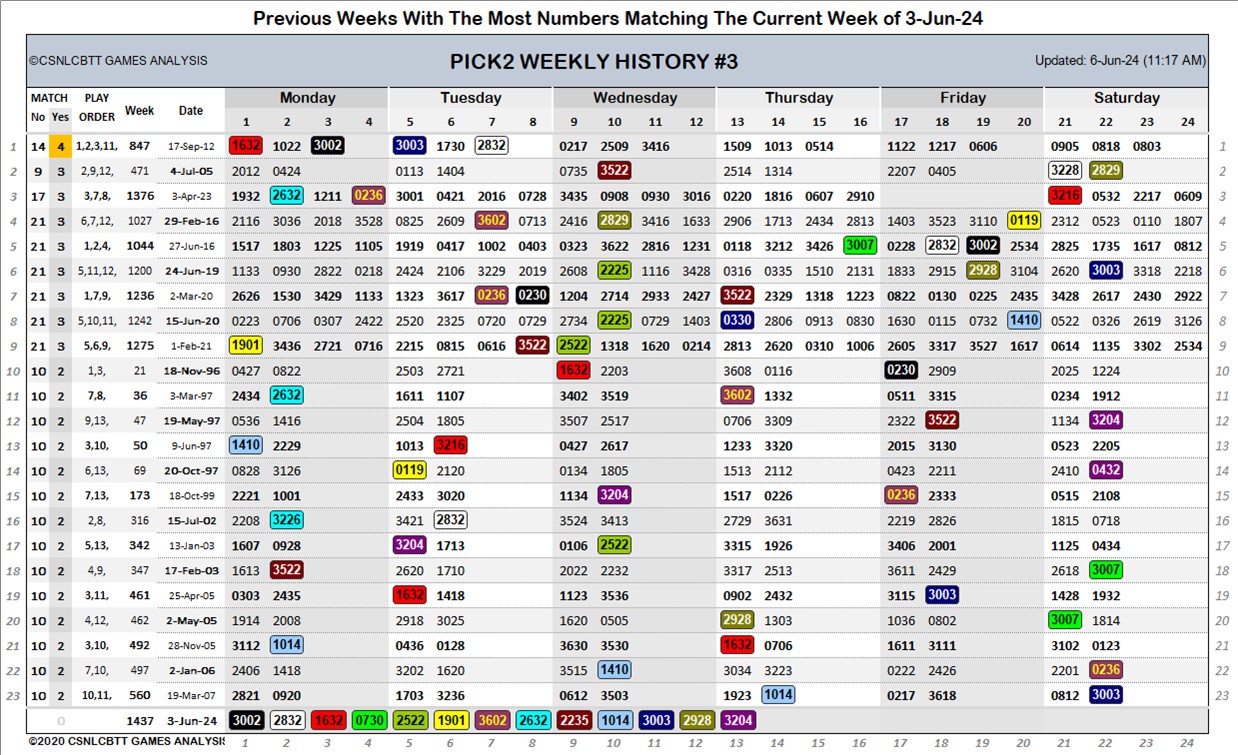 Previous Weeks With The Most Numbers Matching The Current Week of 3-Jun-24
©CSNLCBTT GAMES ANALYSIS PICK2 WEEKLY HISTORY #3 Updated: 6-Jun-24 (11:17 AM)
MATCH PLAY Week Date Monday Tuesday Wednesday Thursday Friday Saturday
No Yes ORDER 1 2 3 4 5 6 7 8 9 10 11 12 13 14 15 16 17 18 19 20 21 22 23 24
1 14 4 1,2,3,11, 847 17-Sep-12 1632 1022 3002 3003 1730 2832 0217 2509 3416 1509 1013 0514 1122 1217 0606 0905 0818 0803 1
2 9 3 2,9,12, 471 4-Jul-05 2012 0424 0113 1404 0735 3522 2514 1314 2207 0405 3228 2829 2
3 17 3 3,7,8, 1376 3-Apr-23 1932 2632 1211 0236 3001 0421 2016 0728 3435 0908 0930 3016 0220 1816 0607 2910 3216 0532 2217 0609 3
4 21 3 6,7,12, 1027 29-Feb-16 2116 3036 2018 3528 0825 2609 3602 0713 2416 2829 3416 1633 2906 1713 2434 2813 1403 3523 3110 0119 2312 0523 0110 1807 4
5 21 3 1,2,4, 1044 27-Jun-16 1517 1803 1225 1105 1919 0417 1002 0403 0323 3622 2816 1231 0118 3212 3426 3007 0228 2832 3002 2534 2825 1735 1617 0812 5
6 21 3 5,11,12, 1200 24-Jun-19 1133 0930 2822 0218 2424 2106 3229 2019 2608 2225 1116 3428 0316 0335 1510 2131 1833 2915 2928 3104 2620 3003 3318 2218 6
7 21 3 1,7,9, 1236 2-Mar-20 2626 1530 3429 1133 1323 3617 0236 0230 1204 2714 2933 2427 3522 2329 1318 1223 0822 0130 0225 2435 3428 2617 2430 2922 7
8 21 3 5,10,11, 1242 15-Jun-20 0223 0706 0307 2422 2520 2325 0720 0729 2734 2225 0729 1403 0330 2806 0913 0830 1630 0115 0732 1410 0522 0326 2619 3126 8
9 21 3 5,6,9, 1275 1-Feb-21 1901 3436 2721 0716 2215 0815 0616 3522 2522 1318 1620 0214 2813 2620 0310 1006 2605 3317 3527 1617 0614 1135 3302 2534 9
10 10 2 1,3, 21 18-Nov-96 0427 0822 2503 2721 1632 2203 3608 0116 0230 2909 2025 1224 10
11 10 2 7,8, 36 3-Mar-97 2434 2632 1611 1107 3402 3519 3602 1332 0511 3315 0234 1912 11
12 10 2 9,13, 47 19-May-97 0536 1416 2504 1805 3507 2517 0706 3309 2322 3522 1134 3204 12
13 10 2 3,10, 50 9-Jun-97 1410 2229 1013 3216 0427 2617 1233 3320 2015 3130 0523 2205 13
14 10 2 6,13, 69 20-Oct-97 0828 3126 0119 2120 0134 1805 1513 2112 0423 2211 2410 0432 14
15 10 2 7,13, 173 18-Oct-99 2221 1001 2433 3020 1134 3204 1517 0226 0236 2333 0515 2108 15
16 10 2 2,8, 316 15-Jul-02 2208 3226 3421 2832 3524 3413 2729 3631 2219 2826 1815 0718 16
17 10 2 5,13, 342 13-Jan-03 1607 0928 3204 1713 0106 2522 3315 1926 3406 2001 1125 0434 17
18 10 2 4,9, 347 17-Feb-03 1613 3522 2620 1710 2022 2232 3317 2513 3611 2429 2618 3007 18
19 10 2 3,11, 461 25-Apr-05 0303 2435 1632 1418 1123 3536 1419 2432 3115 3003 1428 1932 19
20 10 2 4,12, 462 2-May-05 1914 2008 2918 3025 1620 0505 2928 1303 1036 0802 3007 1814 20
21 10 2 3,10, 492 28-Nov-05 3112 1014 0436 0128 3630 3530 1632 0706 1611 3111 3102 0123 21
22 10 2 7,10, 497 2-Jan-06 2406 1418 3202 1620 3515 1410 3034 3223 0222 2426 2201 0236 22
23 10 2 10,11, 560 19-Mar-07 2821 0920 1703 3236 0612 3503 1923 1014 0217 3618 0812 3003 23
0 1437 3-Jun-24 3002 2832 1632 0730 2522 1901 3602 2632 2235 1014 3003 2928 3204
©2020 CSNLCBTT GAMES ANALYSIS 1 2 3 4 5 6 7 8 9 10 11 12 13 14 15 16 17 18 19 20 21 22 23 24